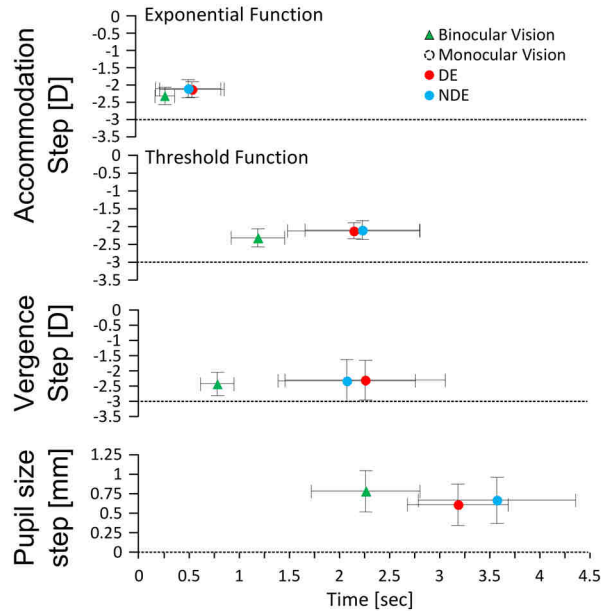 Exponential Function
Binocular Vision
Monocular Vision
DE
NDE
Accommodation
Step [D]
0
-0.5
-1
-1.5
-2
-2.5
-3
-3.5
Threshold Function
0
-0.5
-1
-1.5
-2
-2.5
-3
-3.5
Vergence
Step [D]
0
-0.5
-1
-1.5
-2
-2.5
-3
-3.5
Pupil size
step [mm]
1.25
1
0.75
0.5
0.25
0
0 0.5 1 1.5 2 2.5 3 3.5 4 4.5
Time [sec]